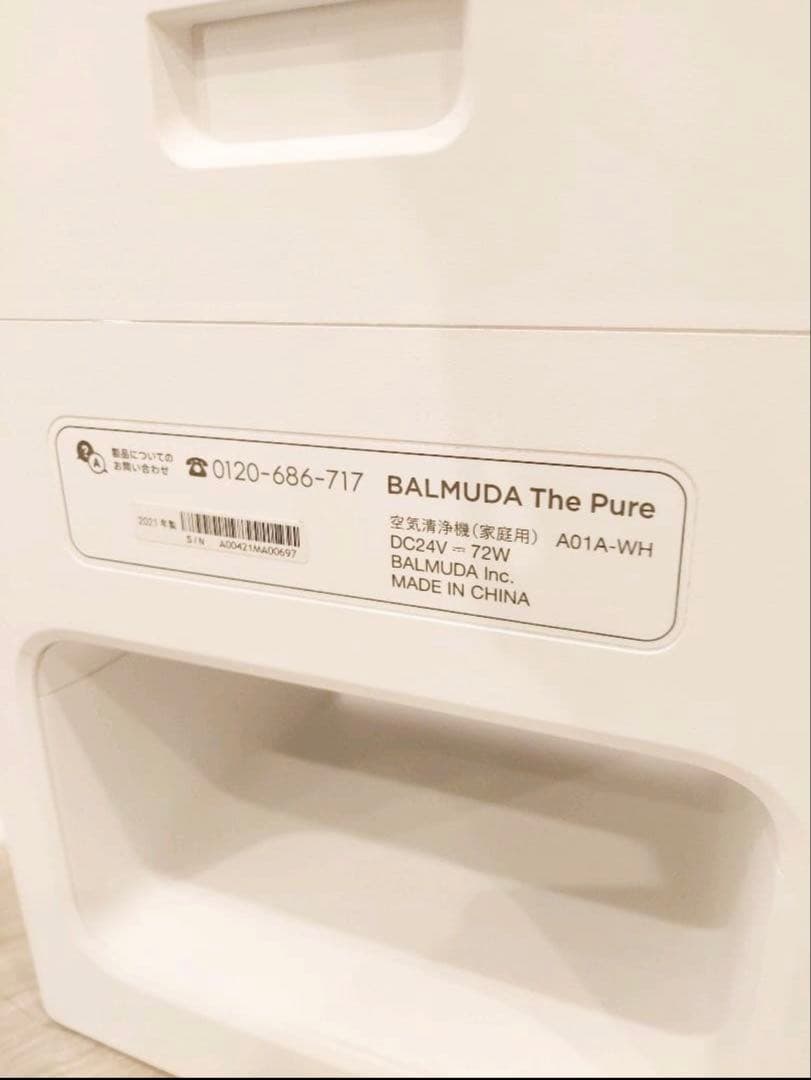 ? A 製品についての
お問い合わせ
☎0120-686-717
2021年製
S/N A00421MA00697
BALMUDA The Pure
空気清浄機(家庭用) A01A-WH
DC24V ⎓ 72W
BALMUDA Inc.
MADE IN CHINA